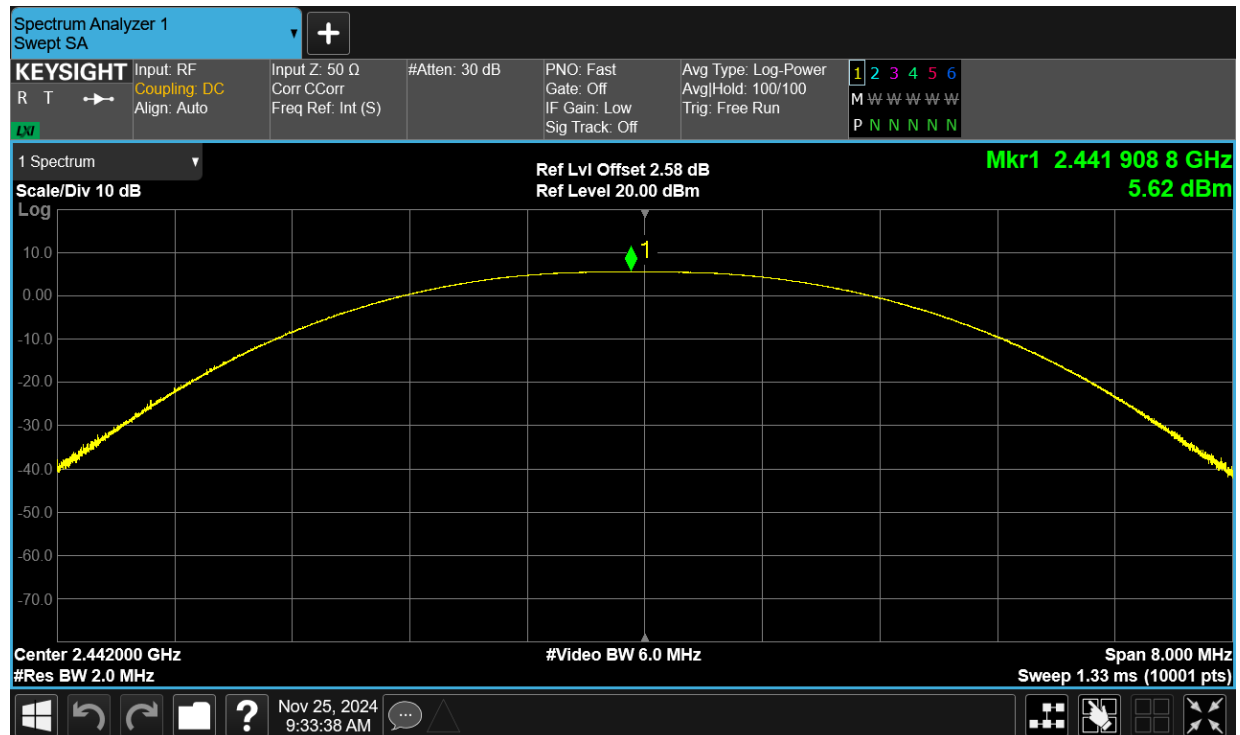 Spectrum Analyzer 1
Swept SA
KEYSIGHT
R T
LXI
Input: RF
Coupling: DC
Align: Auto
Input Z: 50 Ω
Corr CCorr
Freq Ref: Int (S)
#Atten: 30 dB
PNO: Fast
Gate: Off
IF Gain: Low
Sig Track: Off
Avg Type: Log-Power
Avg|Hold: 100/100
Trig: Free Run
1 2 3 4 5 6
M W W W W W
P N N N N N
1 Spectrum
Scale/Div 10 dB
Ref Lvl Offset 2.58 dB
Ref Level 20.00 dBm
Mkr1 2.441 908 8 GHz
5.62 dBm
Log
1
10.0
0.00
-10.0
-20.0
-30.0
-40.0
-50.0
-60.0
-70.0
Center 2.442000 GHz
#Res BW 2.0 MHz
#Video BW 6.0 MHz
Span 8.000 MHz
Sweep 1.33 ms (10001 pts)
?
Nov 25, 2024
9:33:38 AM